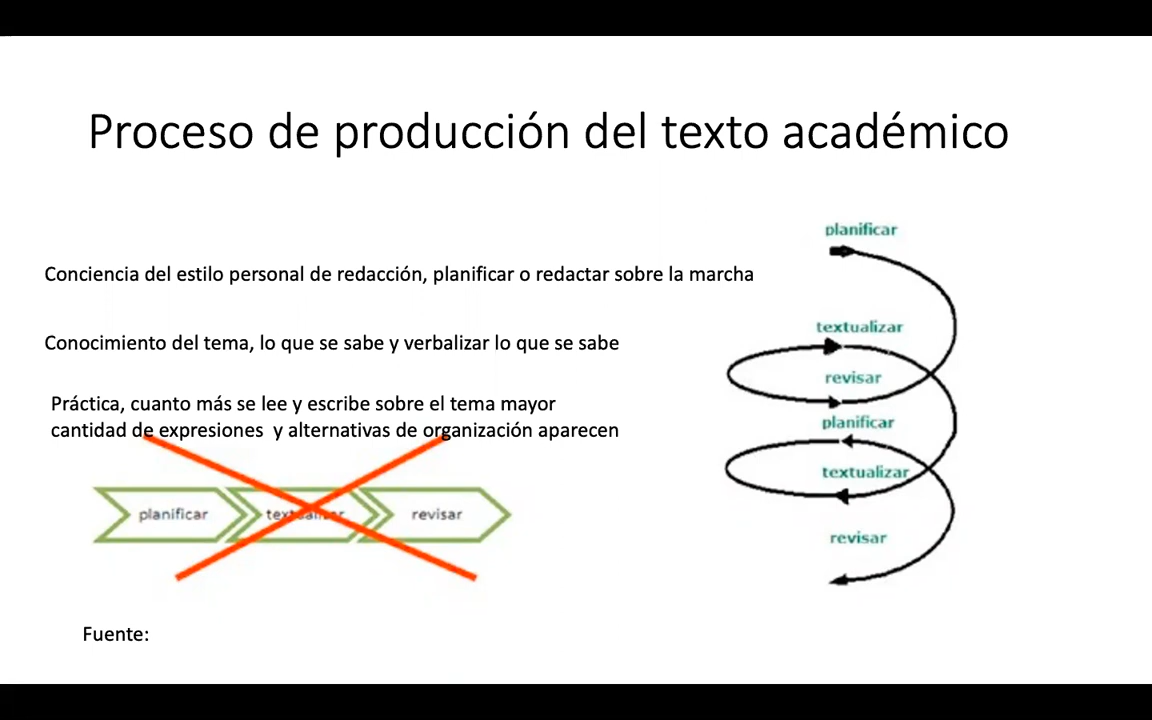 Proceso de producción del texto académico
Conciencia del estilo personal de redacción, planificar o redactar sobre la marcha
Conocimiento del tema, lo que se sabe y verbalizar lo que se sabe
Práctica, cuanto más se lee y escribe sobre el tema mayor
cantidad de expresiones y alternativas de organización aparecen
planificar
textualizar
revisar
Fuente:
planificar
textualizar
revisar
planificar
textualizar
revisar